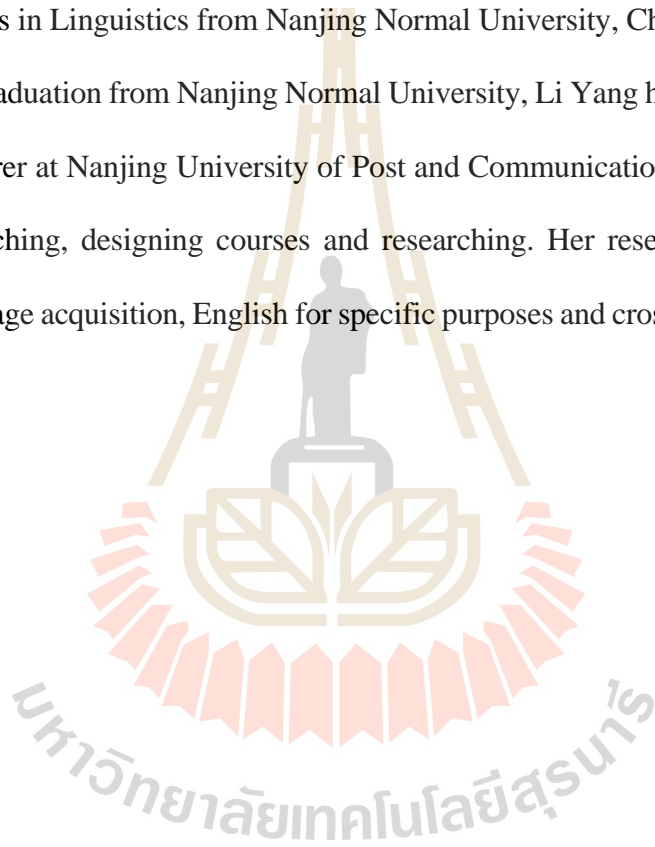 s in Linguistics from Nanjing Normal University, Ch
aduation from Nanjing Normal University, Li Yang h
rer at Nanjing University of Post and Communication
ching, designing courses and researching. Her rese
age acquisition, English for specific purposes and cros
มหาวิทยาลัยเทคโนโลยีสุรนารี